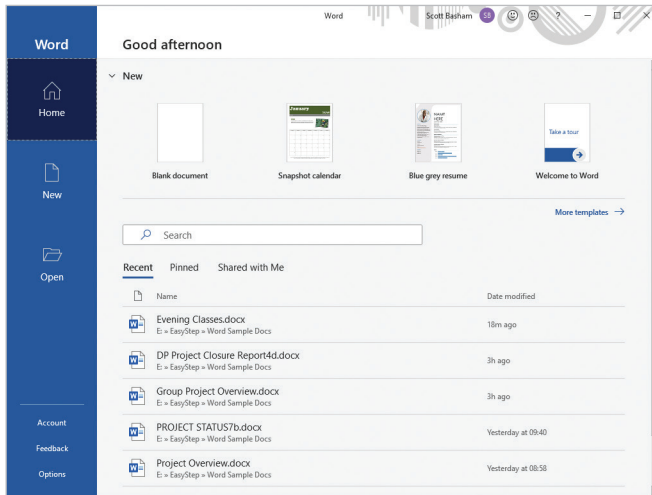 Word
Scott Basham
SB
?
Word
Good afternoon
Home
New
Open
Account
Feedback
Options
New
January
Take a tour
Blank document
Snapshot calendar
Blue grey resume
Welcome to Word
More templates
Search
Recent
Pinned
Shared with Me
Name
Date modified
Evening Classes.docx
E: » EasyStep » Word Sample Docs
18m ago
DP Project Closure Report4d.docx
E: » EasyStep » Word Sample Docs
3h ago
Group Project Overview.docx
E: » EasyStep » Word Sample Docs
3h ago
PROJECT STATUS7b.docx
E: » EasyStep » Word Sample Docs
Yesterday at 09:40
Project Overview.docx
E: » EasyStep » Word Sample Docs
Yesterday at 08:58